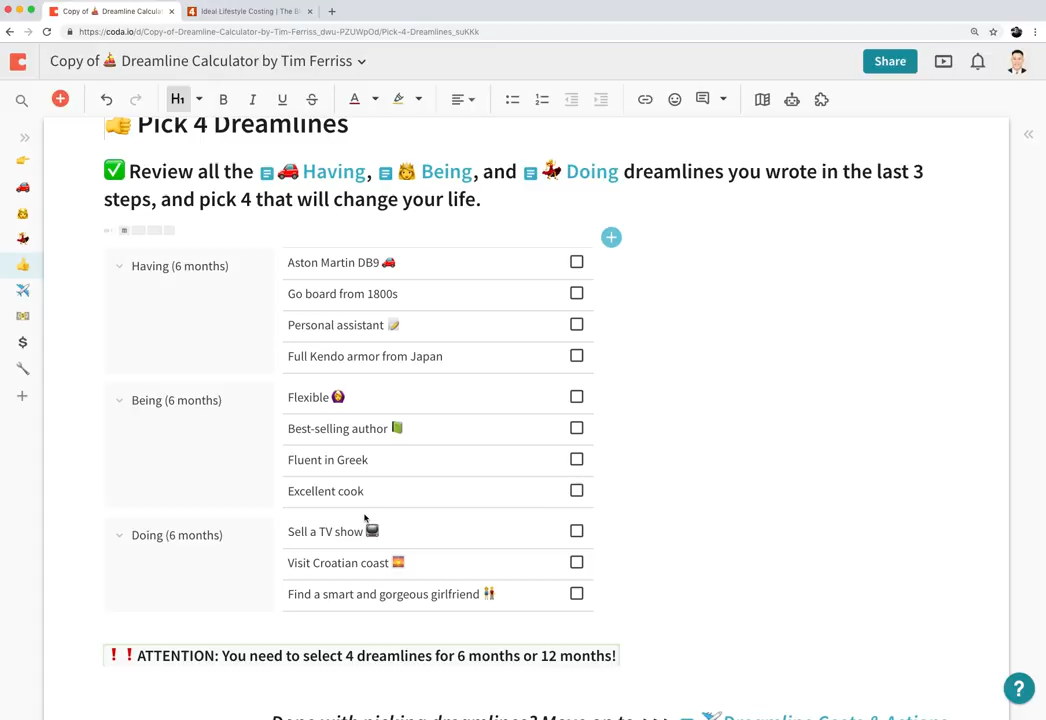 Copy of Dreamline Calcula
Ideal Lifestyle Costing | The B
https://coda.io/d/Copy-of-Dreamline-Calculator-by-Tim-Ferriss_dwu-PZUWpOd/Pick-4-Dreamlines_suKKk
Copy of Dreamline Calculator by Tim Ferriss
Share
H1 B I U S A
Pick 4 Dreamlines
Review all the Having, Being, and Doing dreamlines you wrote in the last 3
steps, and pick 4 that will change your life.
Having (6 months)
Aston Martin DB9
Go board from 1800s
Personal assistant
Full Kendo armor from Japan
Being (6 months)
Flexible
Best-selling author
Fluent in Greek
Excellent cook
Doing (6 months)
Sell a TV show
Visit Croatian coast
Find a smart and gorgeous girlfriend
ATTENTION: You need to select 4 dreamlines for 6 months or 12 months!
Done with picking dreamlines? Move on to >>> Dreamline Costs & Actions